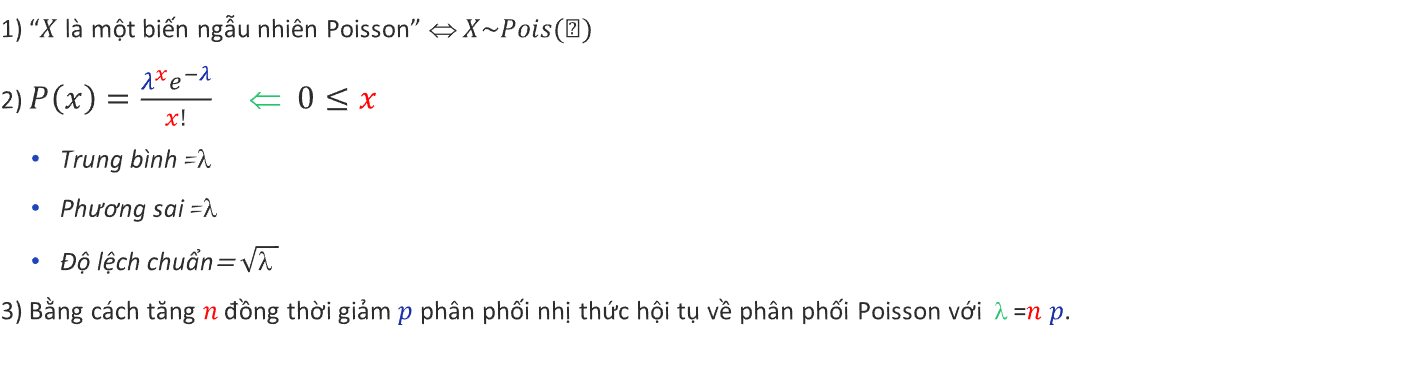 1) “X là một biến ngẫu nhiên Poisson” ⇔ X~Pois(⍰)
2) P(x) = λˣe⁻λ / x! ⇐ 0 ≤ x
• Trung bình =λ
• Phương sai =λ
• Độ lệch chuẩn=√λ
3) Bằng cách tăng n đồng thời giảm p phân phối nhị thức hội tụ về phân phối Poisson với λ =n p.